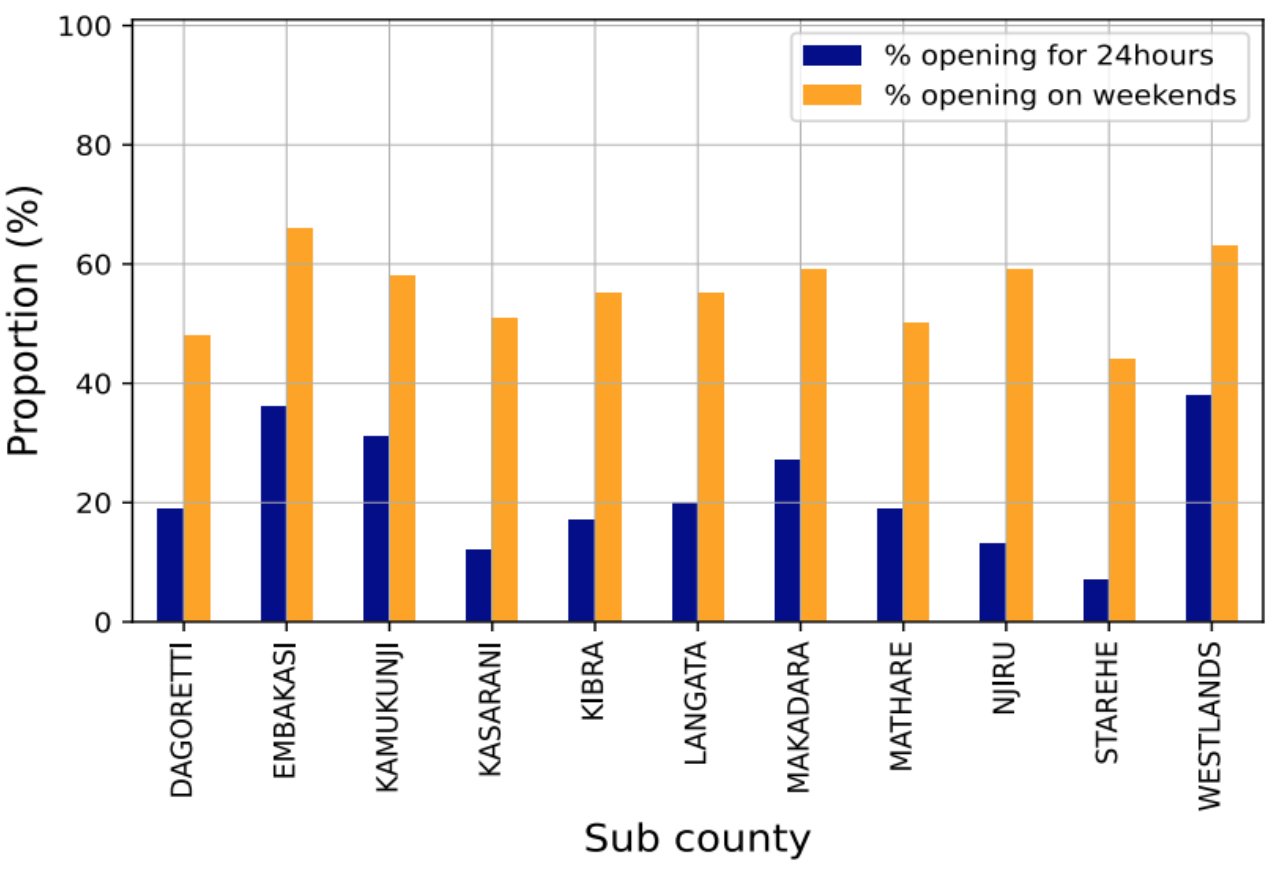 % opening for 24hours
% opening on weekends
Proportion (%)
100
80
60
40
20
0
DAGORETTI
EMBAKASI
KAMUKUNJI
KASARANI
KIBRA
LANGATA
MAKADARA
MATHARE
NJIRU
STAREHE
WESTLANDS
Sub county